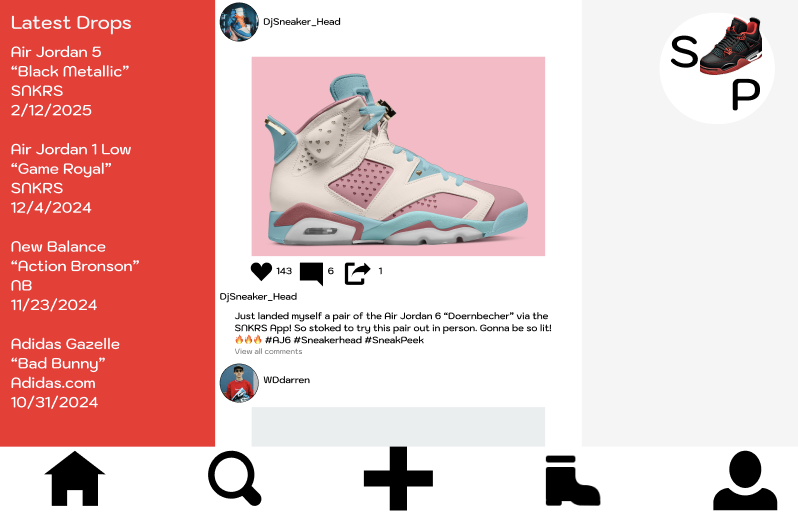 Latest Drops
Air Jordan 5
“Black Metallic”
SNKRS
2/12/2025
Air Jordan 1 Low
“Game Royal”
SNKRS
12/4/2024
New Balance
“Action Bronson”
NB
11/23/2024
Adidas Gazelle
“Bad Bunny”
Adidas.com
10/31/2024
DjSneaker_Head
143 6 1
DjSneaker_Head
Just landed myself a pair of the Air Jordan 6 “Doernbecher” via the
SNKRS App! So stoked to try this pair out in person. Gonna be so lit!
🔥🔥🔥 #AJ6 #Sneakerhead #SneakPeek
View all comments
WDdarren
S
P